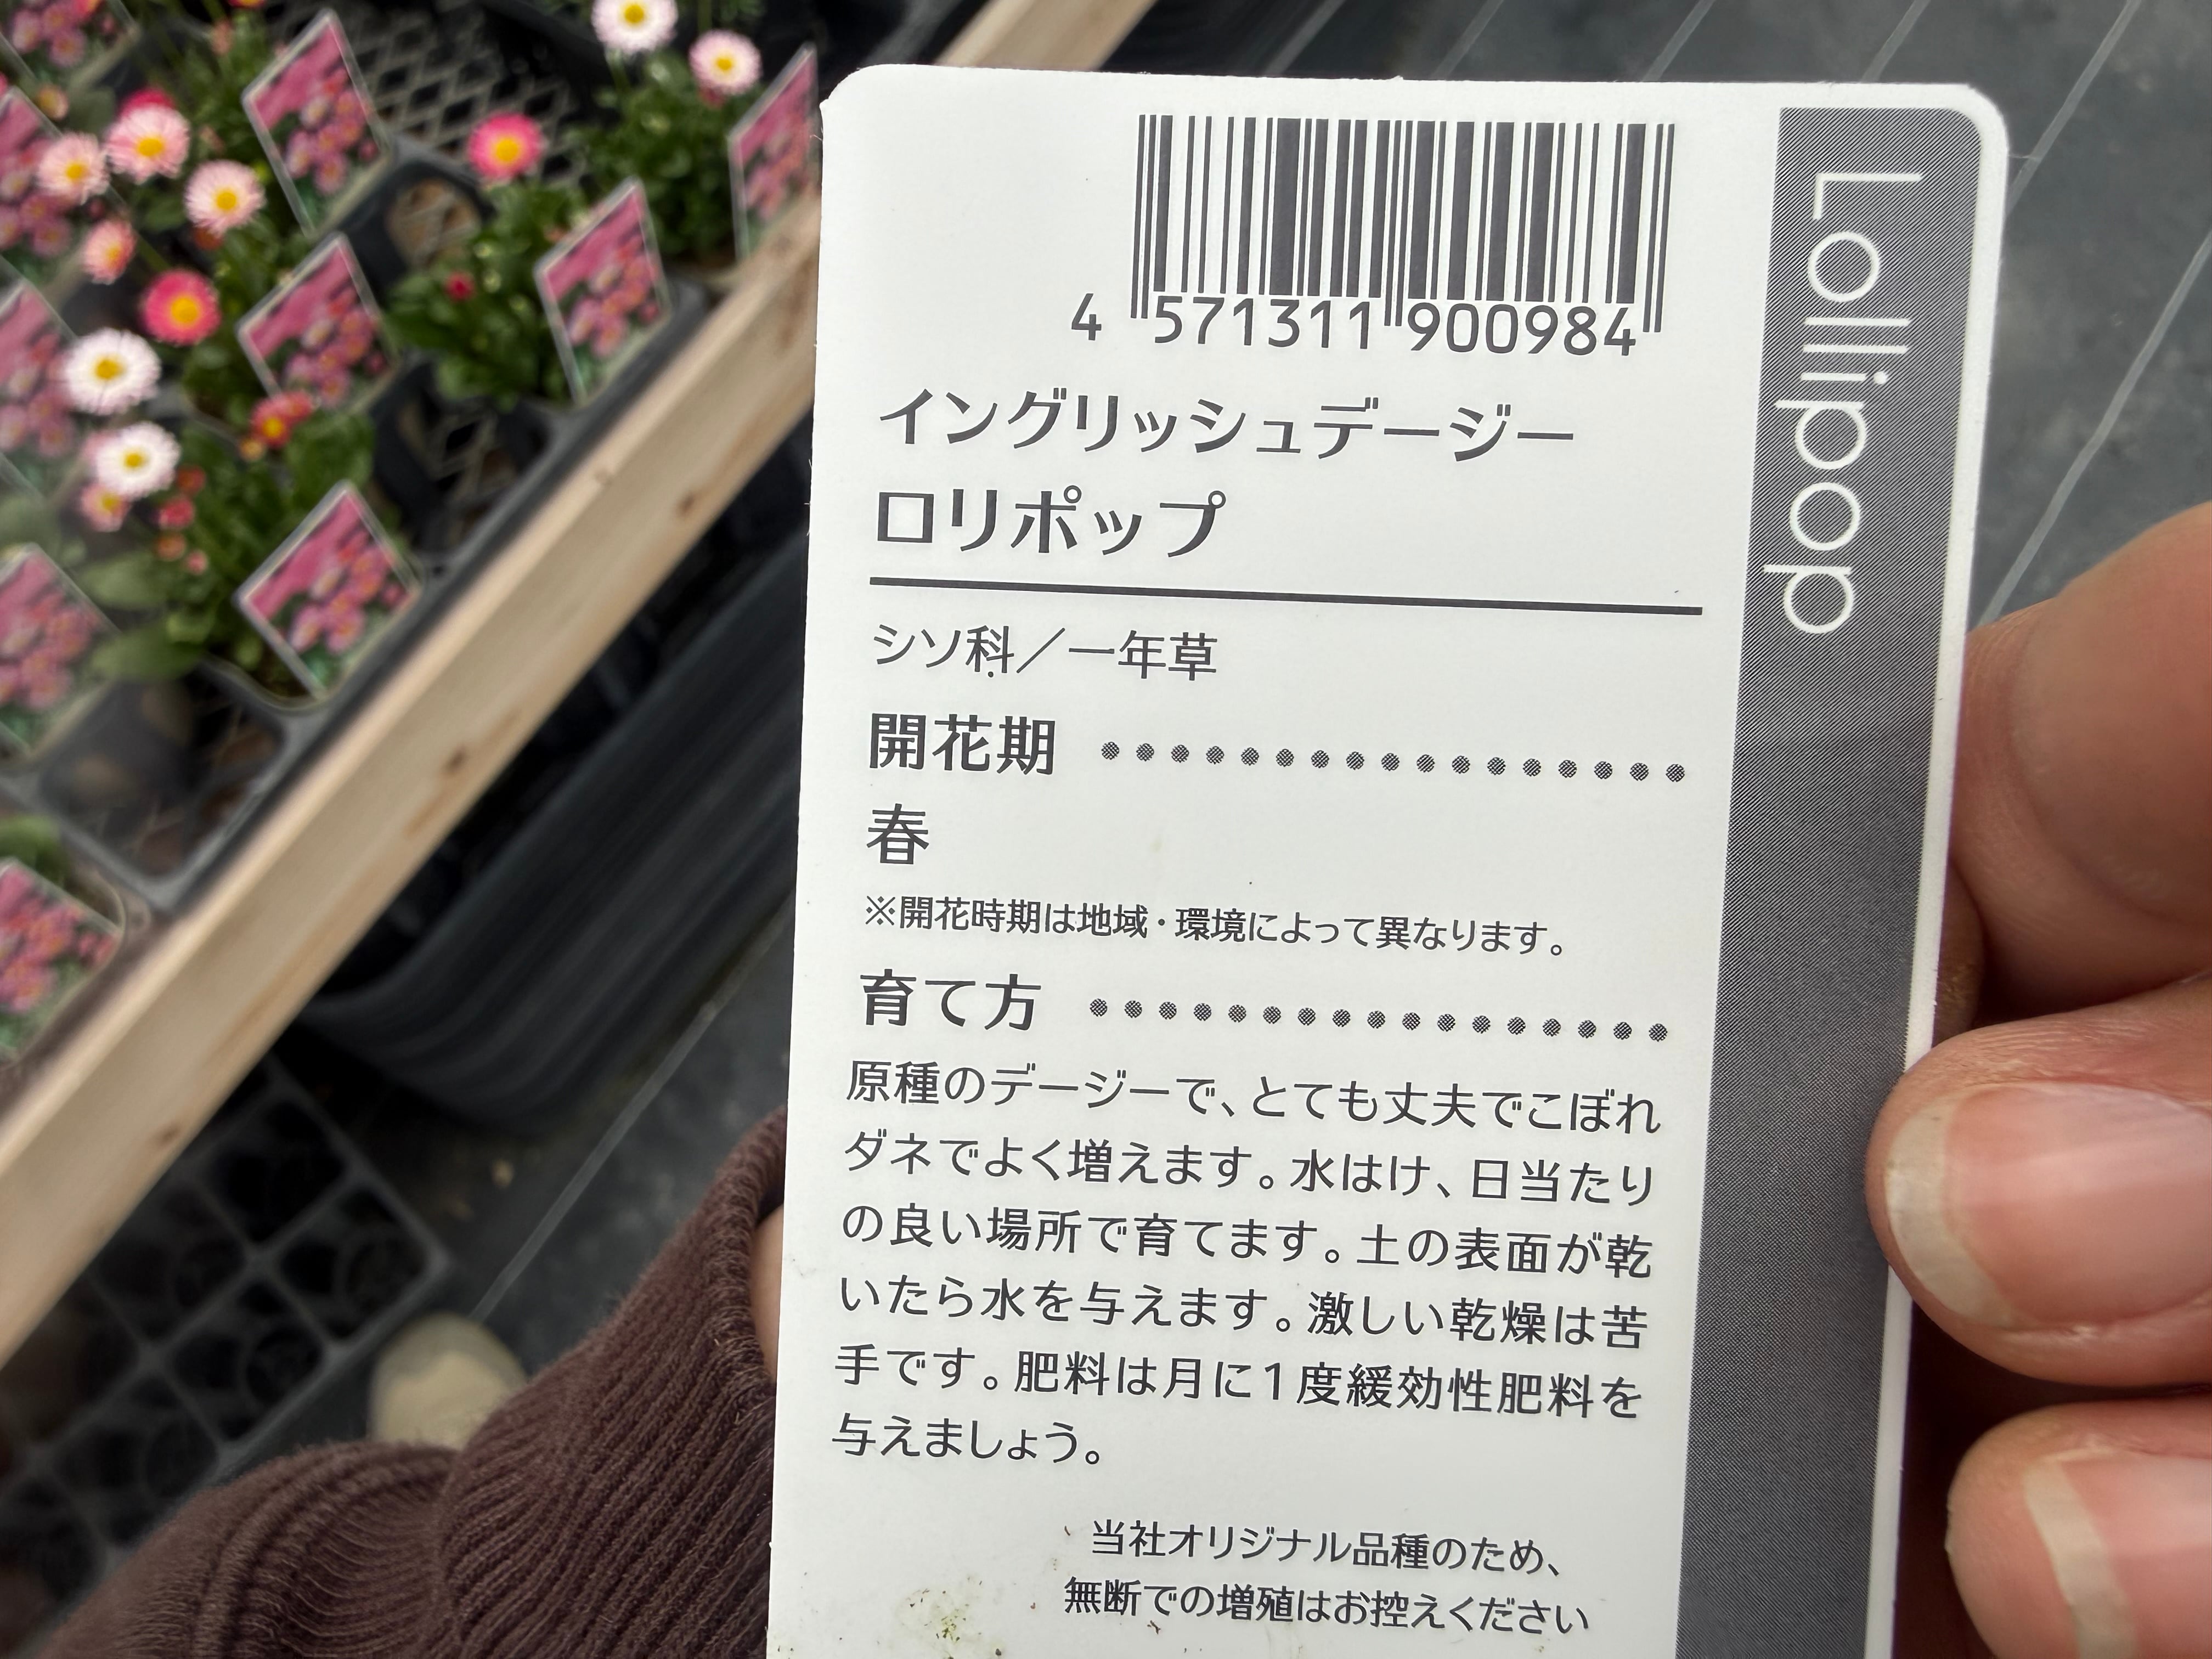 4 571311 900984
Lollipop
イングリッシュデージー
ロリポップ
シソ科／一年草
開花期
春
※開花時期は地域・環境によって異なります。
育て方
原種のデージーで、とても丈夫でこぼれ
ダネでよく増えます。水はけ、日当たり
の良い場所で育てます。土の表面が乾
いたら水を与えます。激しい乾燥は苦
手です。肥料は月に1度緩効性肥料を
与えましょう。
当社オリジナル品種のため、
無断での増殖はお控えください